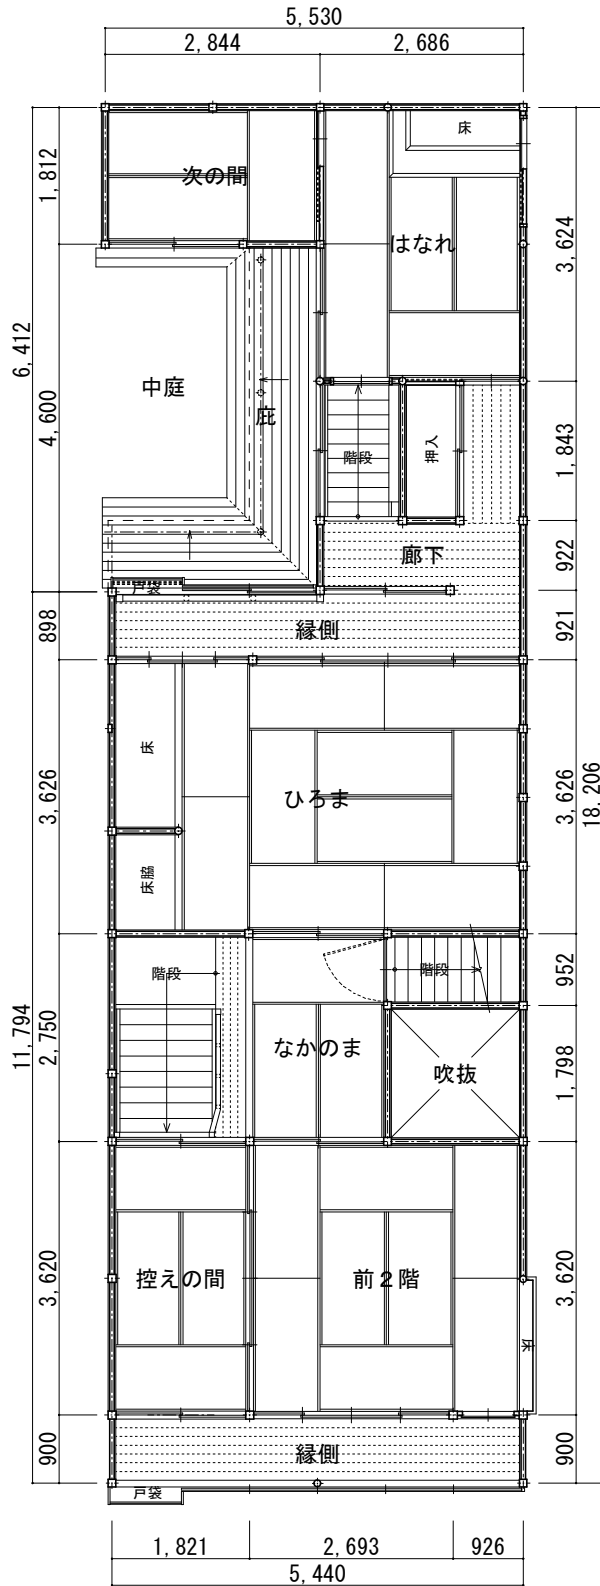 5,530
2,844
2,686
床
1,812
次の間
はなれ
3,624
6,412
中庭
4,600
庇
階段
押入
1,843
廊下
922
戸袋
898
縁側
921
床
3,626
ひろま
3,626
18,206
床脇
階段
階段
952
11,794
2,750
なかのま
吹抜
1,798
控えの間
前2階
3,620
3,620
床
900
縁側
900
戸袋
1,821
2,693
926
5,440